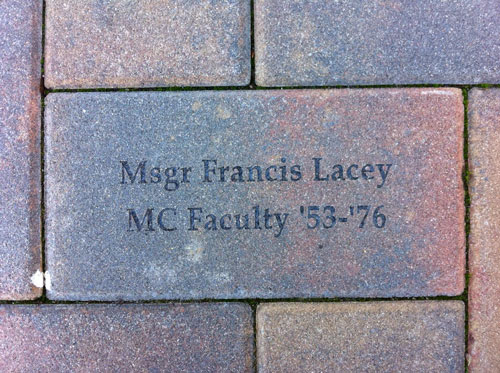 Msgr Francis Lacey
MC Faculty '53-'76